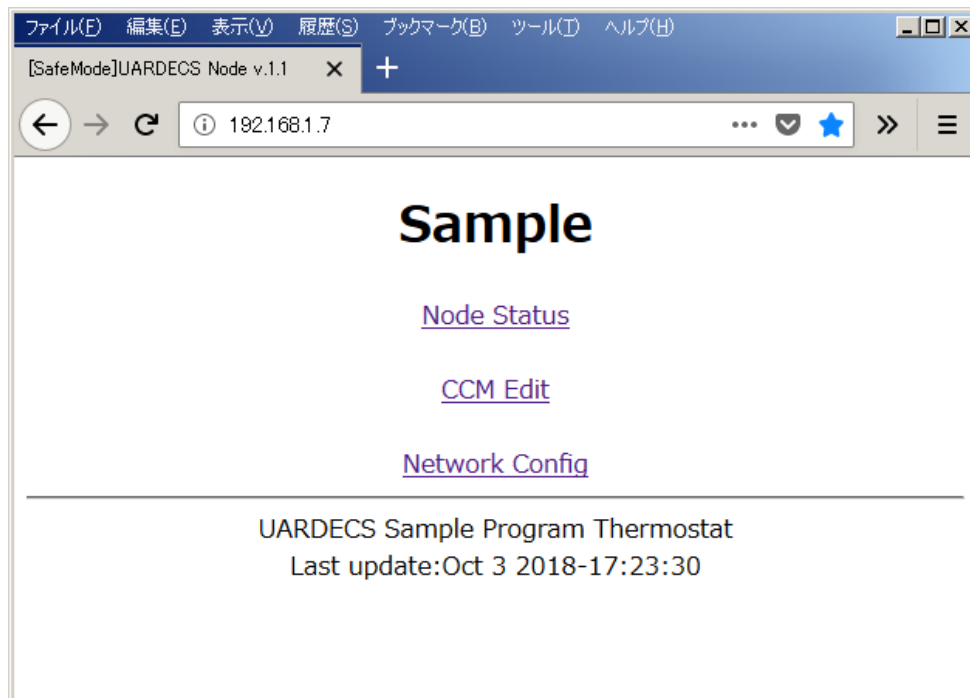 ファイル(F) 編集(E) 表示(V) 履歴(S) ブックマーク(B) ツール(T) ヘルプ(H)
[SafeMode]UARDECS Node v.1.1
192.168.1.7
Sample
Node Status
CCM Edit
Network Config
UARDECS Sample Program Thermostat
Last update:Oct 3 2018-17:23:30